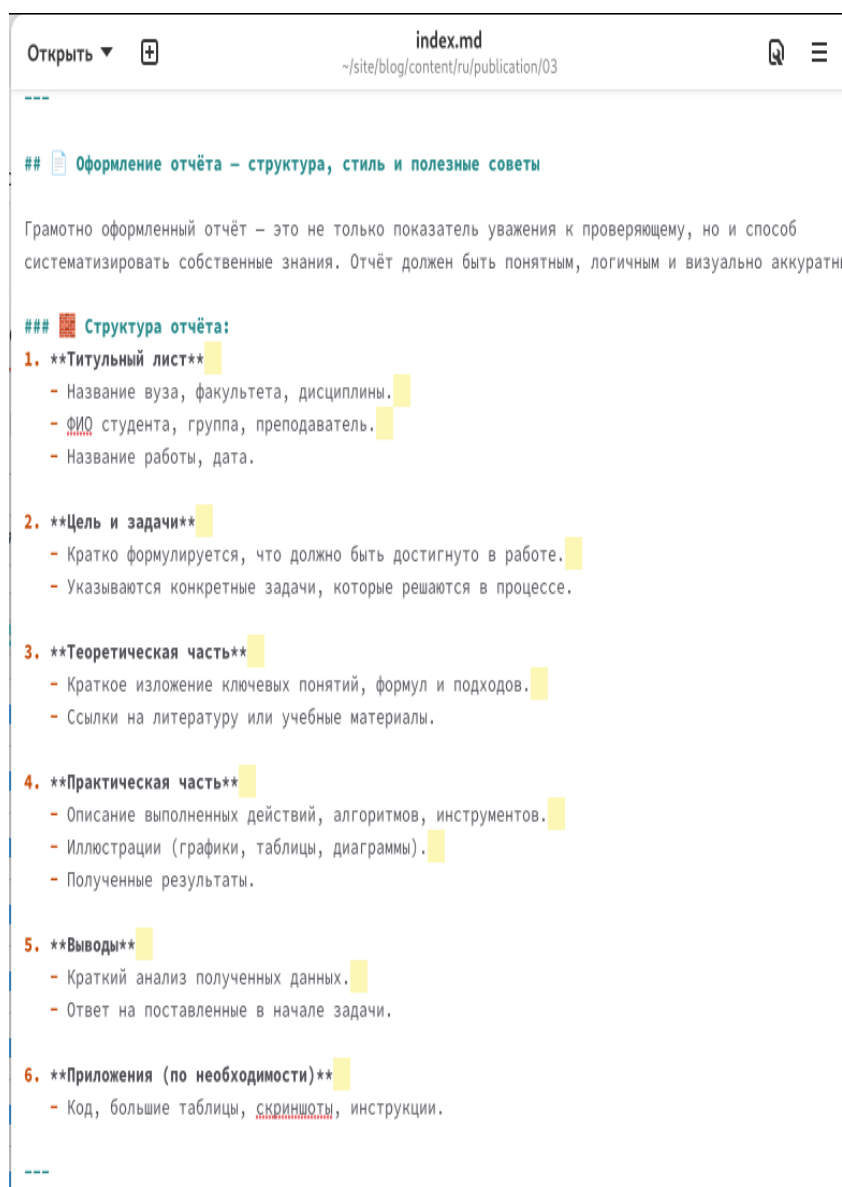 Открыть
index.md
~/site/blog/content/ru/publication/03
---
## 📄 Оформление отчёта — структура, стиль и полезные советы
Грамотно оформленный отчёт — это не только показатель уважения к проверяющему, но и способ
систематизировать собственные знания. Отчёт должен быть понятным, логичным и визуально
### 🧱 Структура отчёта:
1. **Титульный лист**
- Название вуза, факультета, дисциплины.
- ФИО студента, группа, преподаватель.
- Название работы, дата.
2. **Цель и задачи**
- Кратко формулируется, что должно быть достигнуто в работе.
- Указываются конкретные задачи, которые решаются в процессе.
3. **Теоретическая часть**
- Краткое изложение ключевых понятий, формул и подходов.
- Ссылки на литературу или учебные материалы.
4. **Практическая часть**
- Описание выполненных действий, алгоритмов, инструментов.
- Иллюстрации (графики, таблицы, диаграммы).
- Полученные результаты.
5. **Выводы**
- Краткий анализ полученных данных.
- Ответ на поставленные в начале задачи.
6. **Приложения (по необходимости)**
- Код, большие таблицы, скриншоты, инструкции.
---